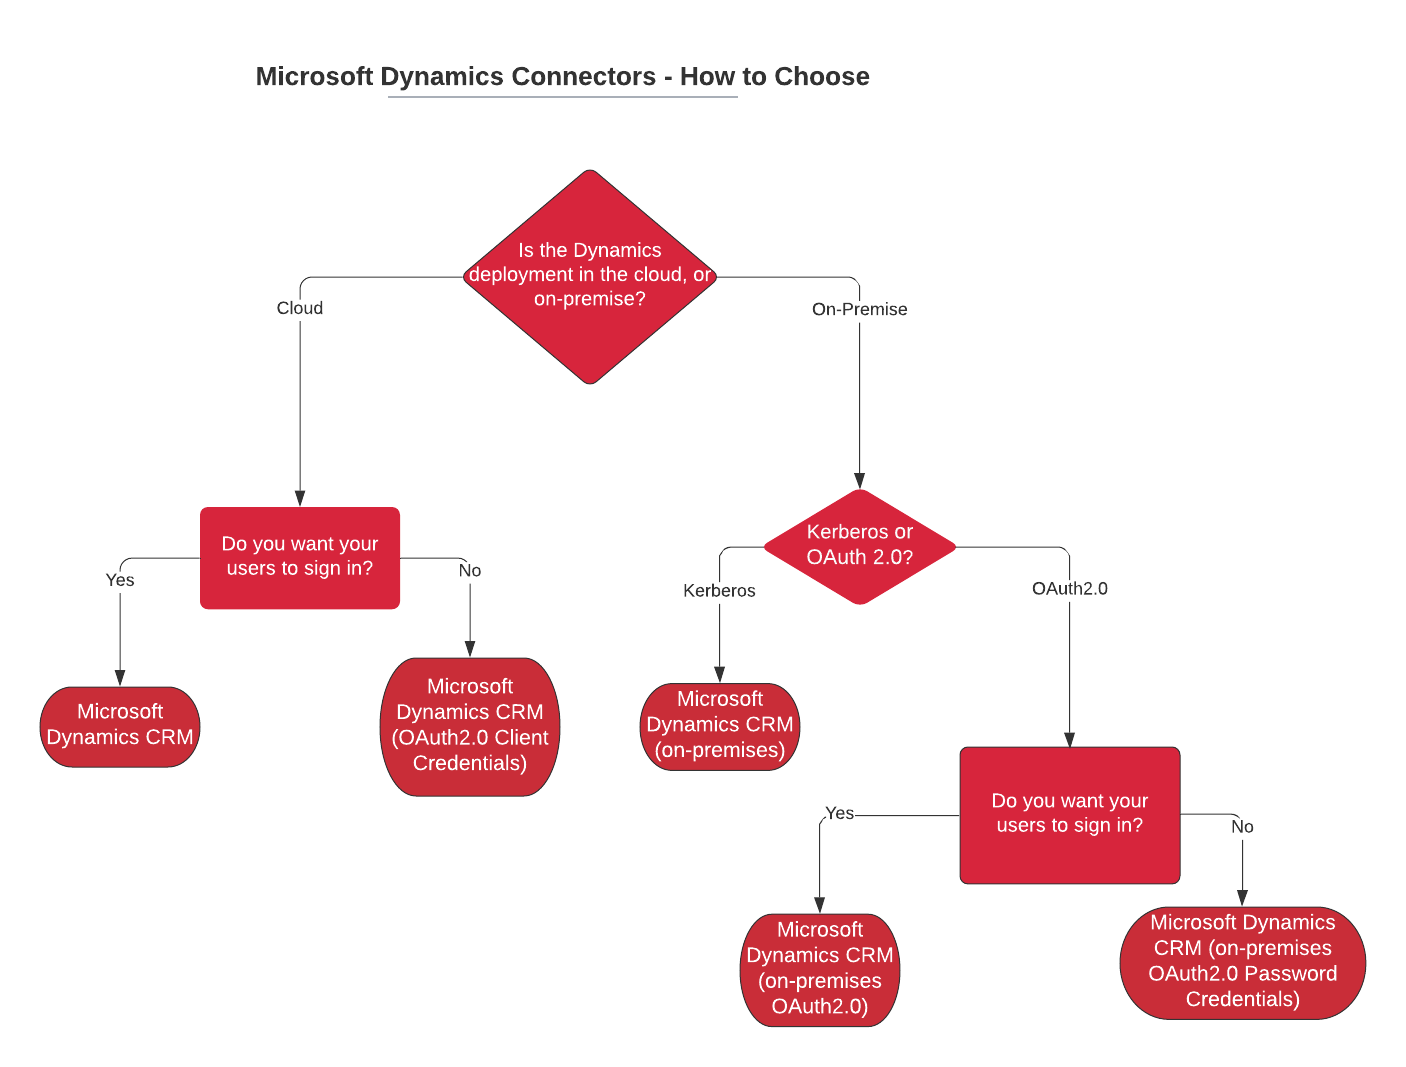 Microsoft Dynamics Connectors - How to Choose
Is the Dynamics
deployment in the cloud, or
on-premise?
Cloud
On-Premise
Do you want your
users to sign in?
Yes
No
Kerberos or
OAuth 2.0?
Kerberos
OAuth2.0
Microsoft
Dynamics CRM
Microsoft
Dynamics CRM
(OAuth2.0 Client
Credentials)
Microsoft
Dynamics CRM
(on-premises)
Do you want your
users to sign in?
Yes
No
Microsoft
Dynamics CRM
(on-premises
OAuth2.0)
Microsoft Dynamics
CRM (on-premises
OAuth2.0 Password
Credentials)